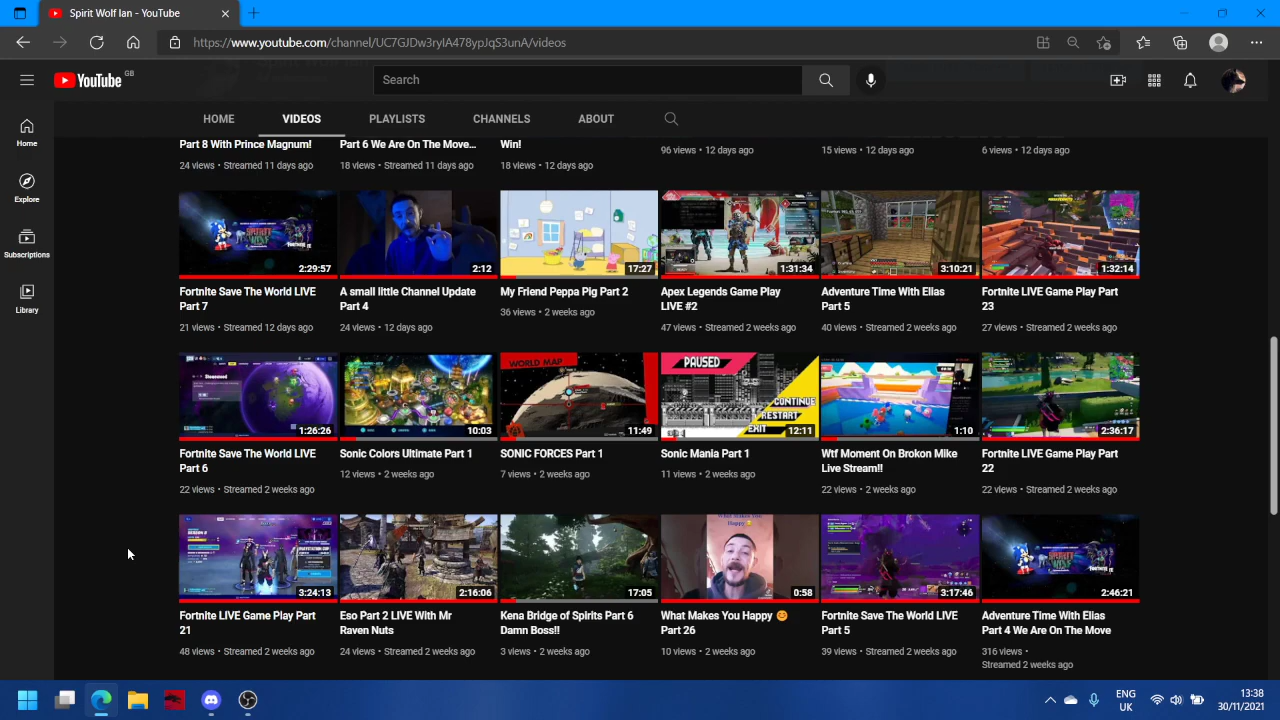 Spirit Wolf Ian - YouTube
https://www.youtube.com/channel/UC7GJDw3ryIA478ypJqS3unA/videos
YouTube GB
Search
HOME
VIDEOS
PLAYLISTS
CHANNELS
ABOUT
Home
Explore
Subscriptions
Library
Part 8 With Prince Magnum!
24 views • Streamed 11 days ago
Part 6 We Are On The Move...
18 views • Streamed 11 days ago
Win!
18 views • 12 days ago
96 views • 12 days ago
15 views • 12 days ago
6 views • 12 days ago
2:29:57
2:12
17:27
1:31:34
3:10:21
1:32:14
Fortnite Save The World LIVE
Part 7
21 views • Streamed 12 days ago
A small little Channel Update
Part 4
24 views • 12 days ago
My Friend Peppa Pig Part 2
36 views • 2 weeks ago
Apex Legends Game Play
LIVE #2
47 views • Streamed 2 weeks ago
Adventure Time With Elias
Part 5
40 views • Streamed 2 weeks ago
Fortnite LIVE Game Play Part
23
27 views • Streamed 2 weeks ago
WORLD MAP
PAUSED
CONTINUE
RESTART
EXIT
1:26:26
10:03
11:49
12:11
1:10
2:36:17
Fortnite Save The World LIVE
Part 6
22 views • Streamed 2 weeks ago
Sonic Colors Ultimate Part 1
12 views • 2 weeks ago
SONIC FORCES Part 1
7 views • 2 weeks ago
Sonic Mania Part 1
11 views • 2 weeks ago
Wtf Moment On Brokon Mike
Live Stream!!
22 views • 2 weeks ago
Fortnite LIVE Game Play Part
22
22 views • Streamed 2 weeks ago
3:24:13
2:16:06
17:05
0:58
3:17:46
2:46:21
Fortnite LIVE Game Play Part
21
48 views • Streamed 2 weeks ago
Eso Part 2 LIVE With Mr
Raven Nuts
24 views • Streamed 2 weeks ago
Kena Bridge of Spirits Part 6
Damn Boss!!
3 views • 2 weeks ago
What Makes You Happy 😊
Part 26
10 views • 2 weeks ago
Fortnite Save The World LIVE
Part 5
39 views • Streamed 2 weeks ago
Adventure Time With Elias
Part 4 We Are On The Move
316 views •
Streamed 2 weeks ago
ENG
UK
13:38
30/11/2021